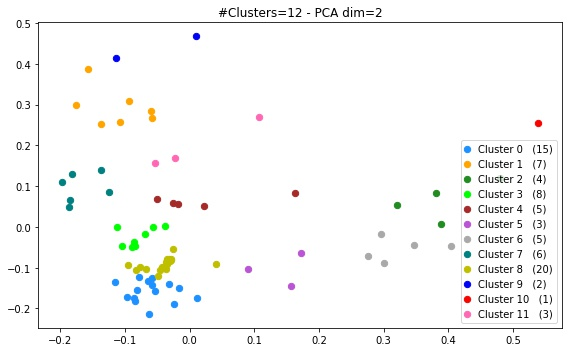 #Clusters=12 - PCA dim=2
0.5
0.4
0.3
0.2
0.1
0.0
−0.1
−0.2
−0.2
−0.1
0.0
0.1
0.2
0.3
0.4
0.5
Cluster 0 (15)
Cluster 1 (7)
Cluster 2 (4)
Cluster 3 (8)
Cluster 4 (5)
Cluster 5 (3)
Cluster 6 (5)
Cluster 7 (6)
Cluster 8 (20)
Cluster 9 (2)
Cluster 10 (1)
Cluster 11 (3)